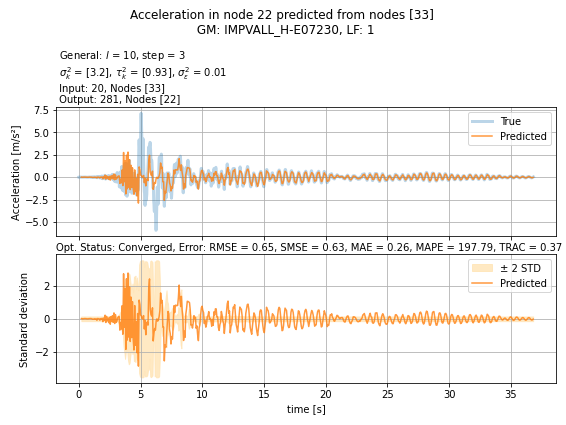 Acceleration in node 22 predicted from nodes [33]
GM: IMPVALL_H-E07230, LF: 1
General: l = 10, step = 3
σ²_k = [3.2], τ²_k = [0.93], σ²_ε = 0.01
Input: 20, Nodes [33]
Output: 281, Nodes [22]
7.5
5.0
2.5
0.0
−2.5
−5.0
Acceleration [m/s²]
True
Predicted
Opt. Status: Converged, Error: RMSE = 0.65, SMSE = 0.63, MAE = 0.26, MAPE = 197.79, TRAC = 0.37
2
0
−2
Standard deviation
± 2 STD
Predicted
0 5 10 15 20 25 30 35
time [s]